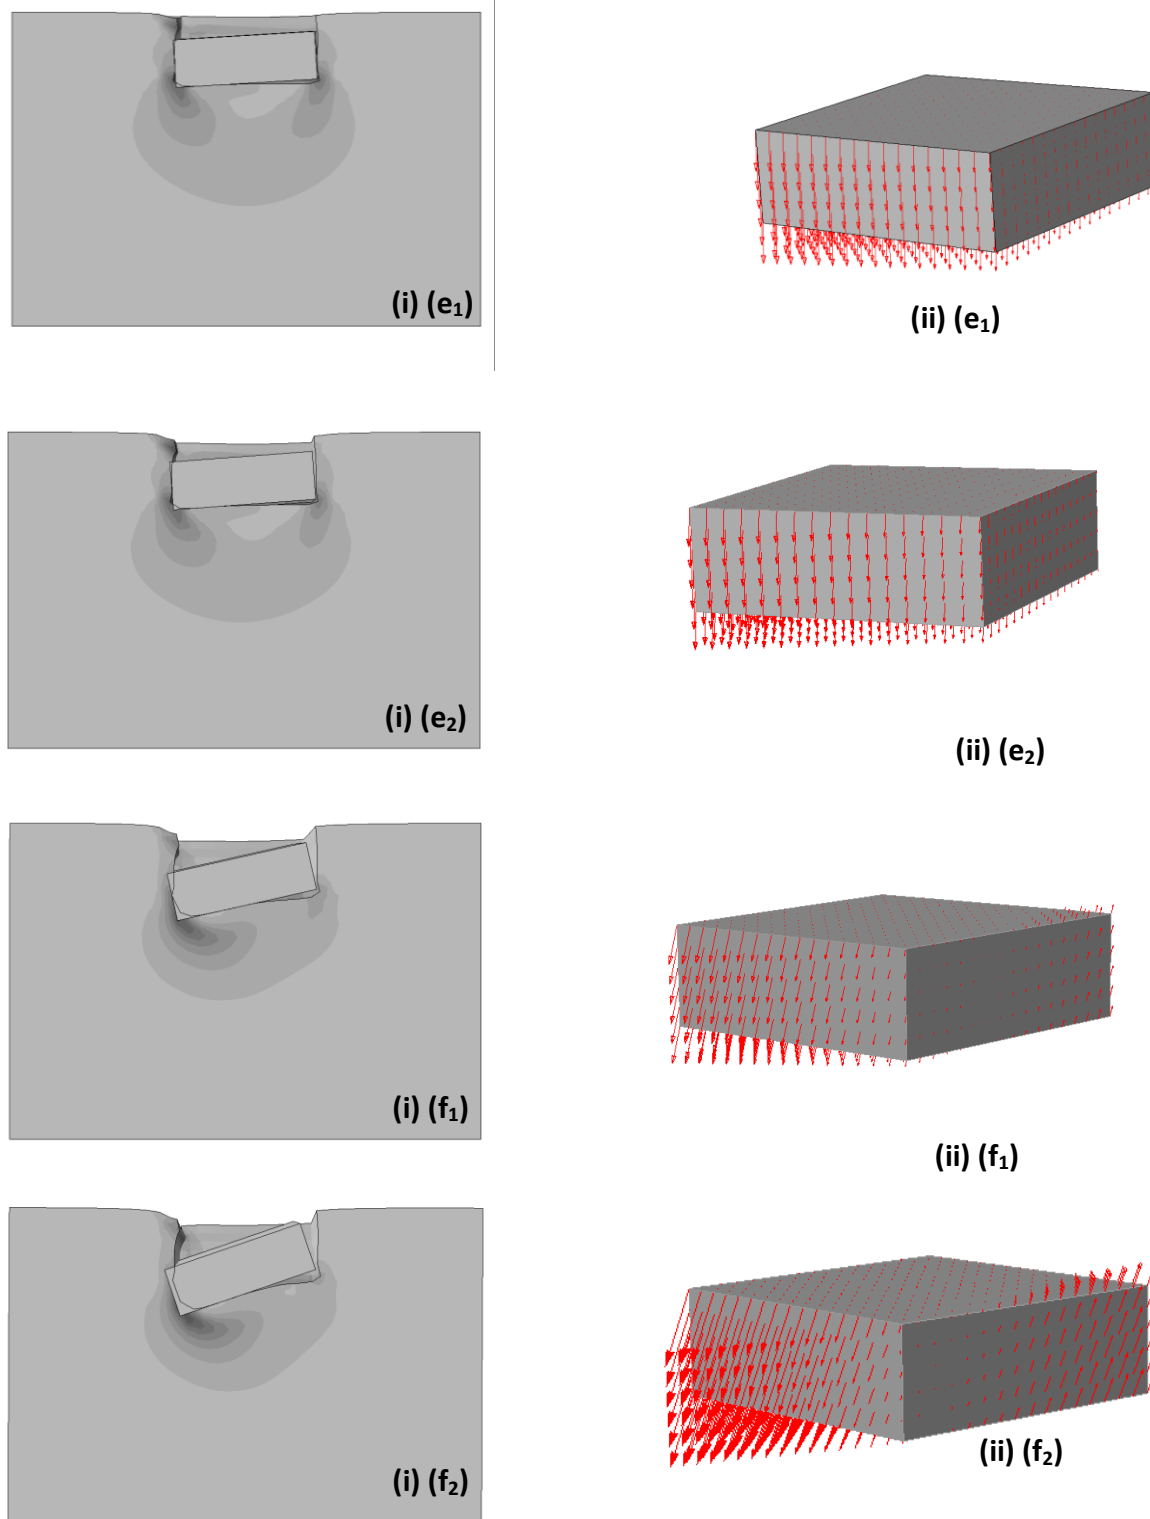 (i) (e₁)
(ii) (e₁)
(i) (e₂)
(ii) (e₂)
(i) (f₁)
(ii) (f₁)
(i) (f₂)
(ii) (f₂)